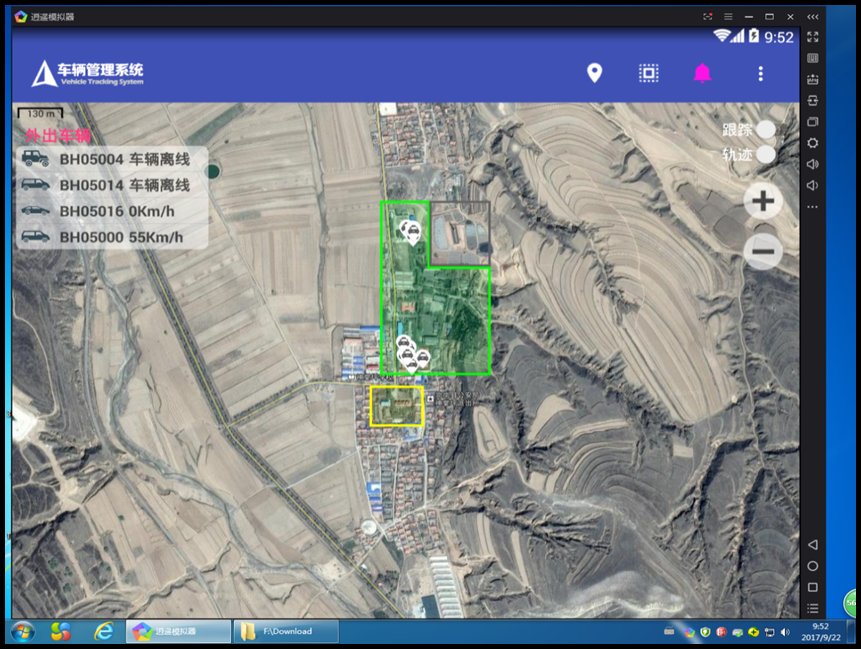 逍遥模拟器
9:52
车辆管理系统
Vehicle Tracking System
130 m
外出车辆
BH05004 车辆离线
BH05014 车辆离线
BH05016 0Km/h
BH05000 55Km/h
跟踪
轨迹
逍遥模拟器
F:\Download
9:52
2017/9/22